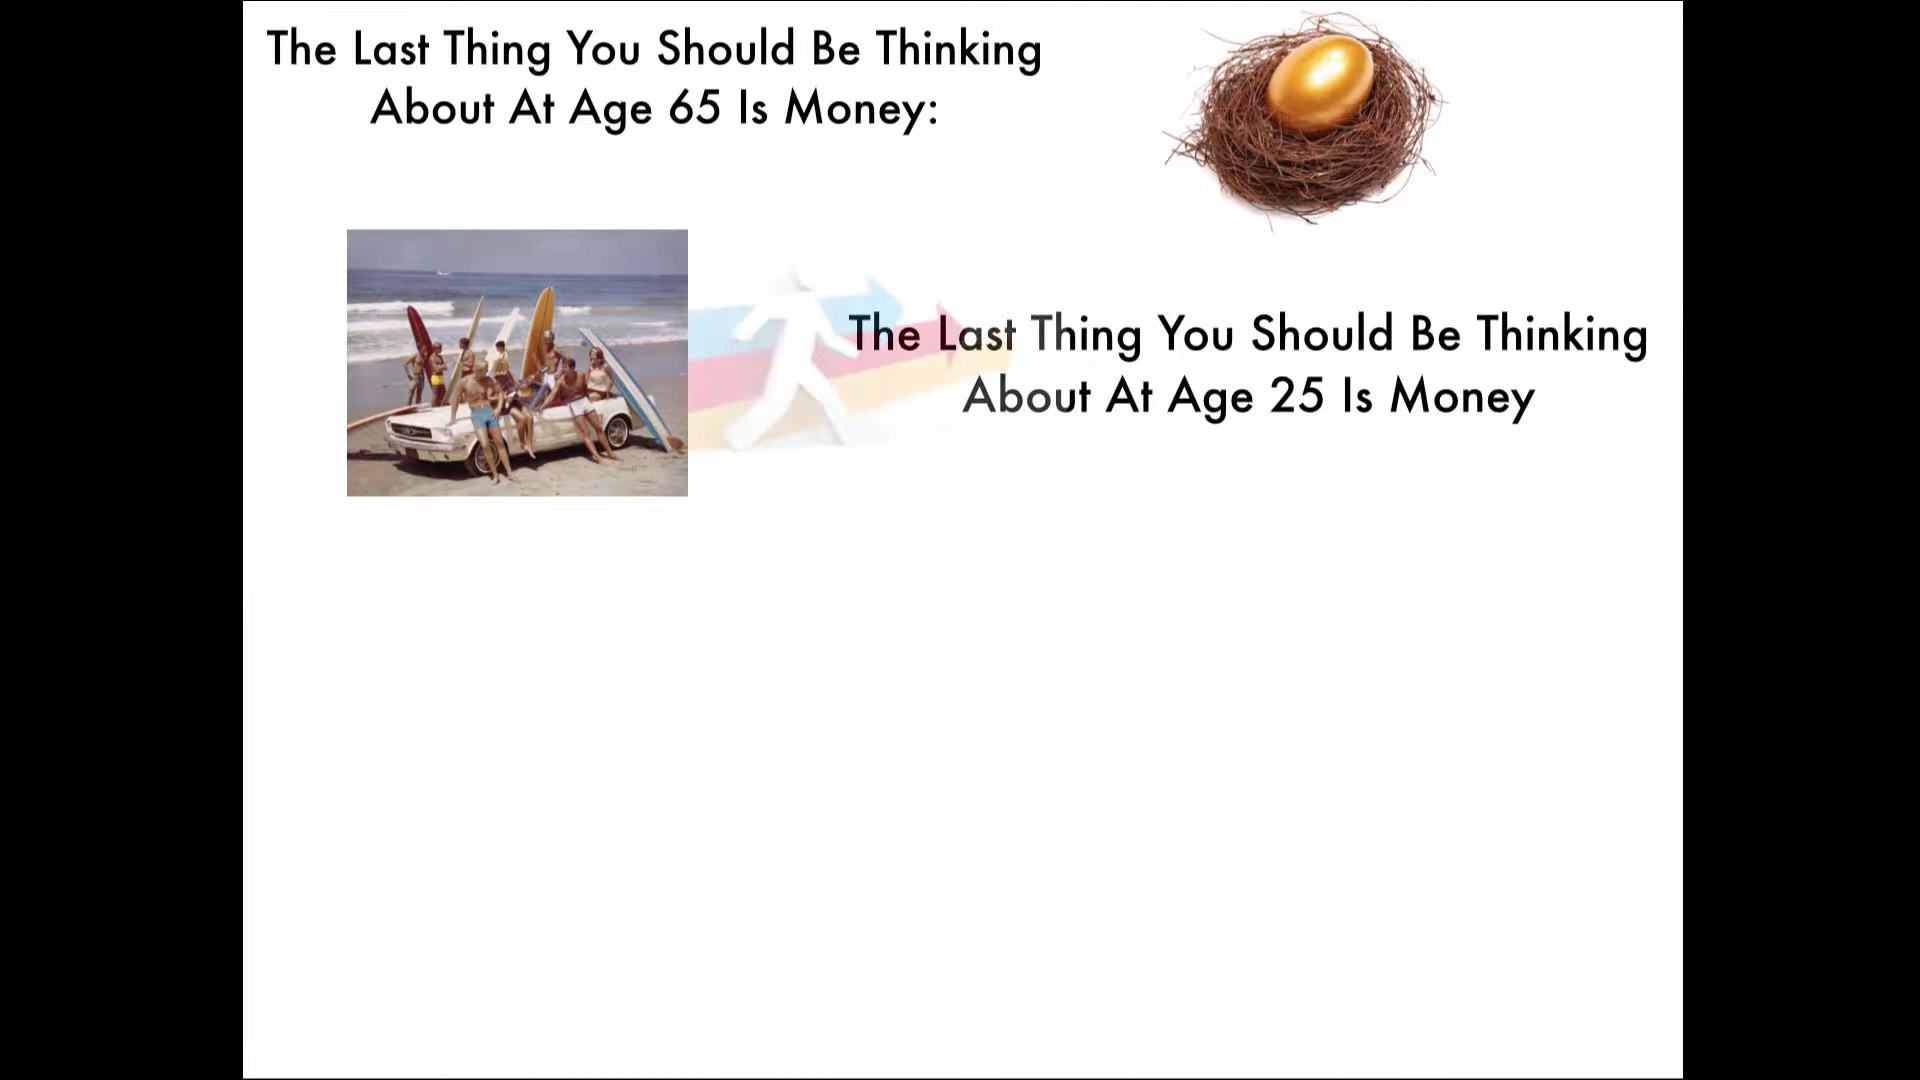 The Last Thing You Should Be Thinking
About At Age 65 Is Money:
The Last Thing You Should Be Thinking
About At Age 25 Is Money